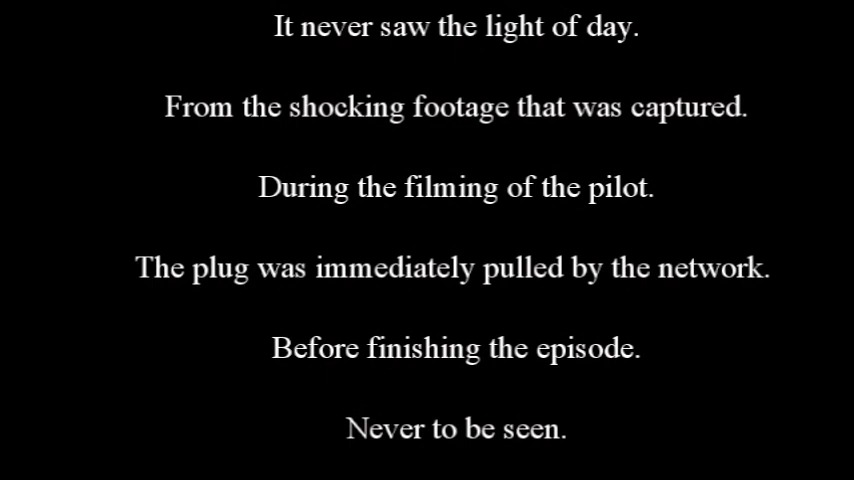 It never saw the light of day.
From the shocking footage that was captured.
During the filming of the pilot.
The plug was immediately pulled by the network.
Before finishing the episode.
Never to be seen.